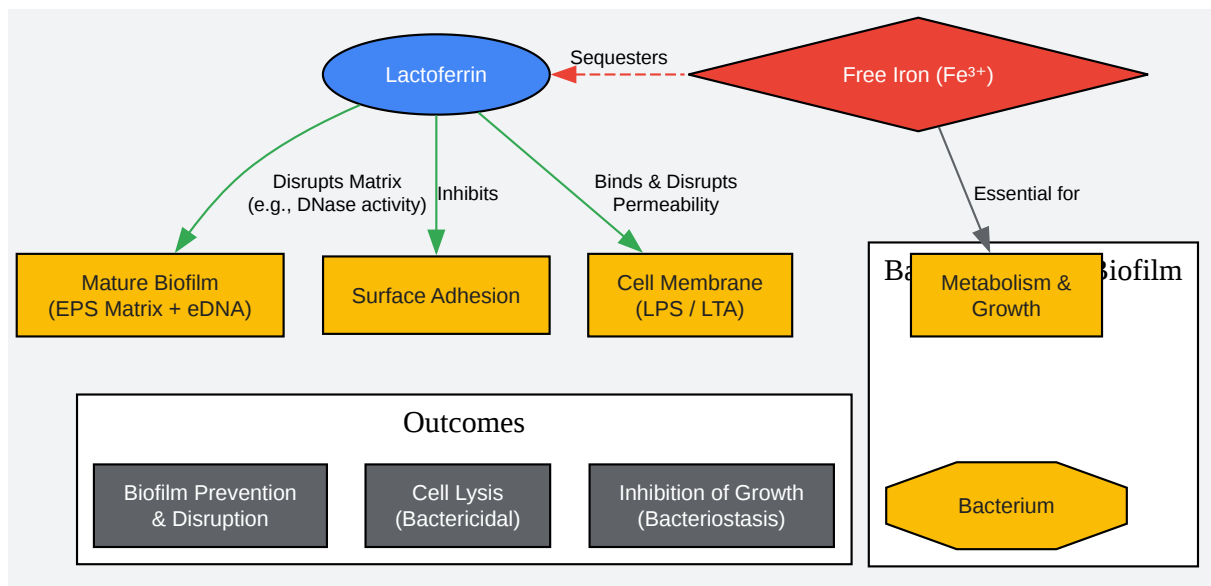 Sequesters
Lactoferrin
Free Iron (Fe³⁺)
Disrupts Matrix
(e.g., DNase activity)
Inhibits
Binds & Disrupts
Permeability
Essential for
Mature Biofilm
(EPS Matrix + eDNA)
Surface Adhesion
Cell Membrane
(LPS / LTA)
Biofilm
Metabolism &
Growth
Outcomes
Biofilm Prevention
& Disruption
Cell Lysis
(Bactericidal)
Inhibition of Growth
(Bacteriostasis)
Bacterium